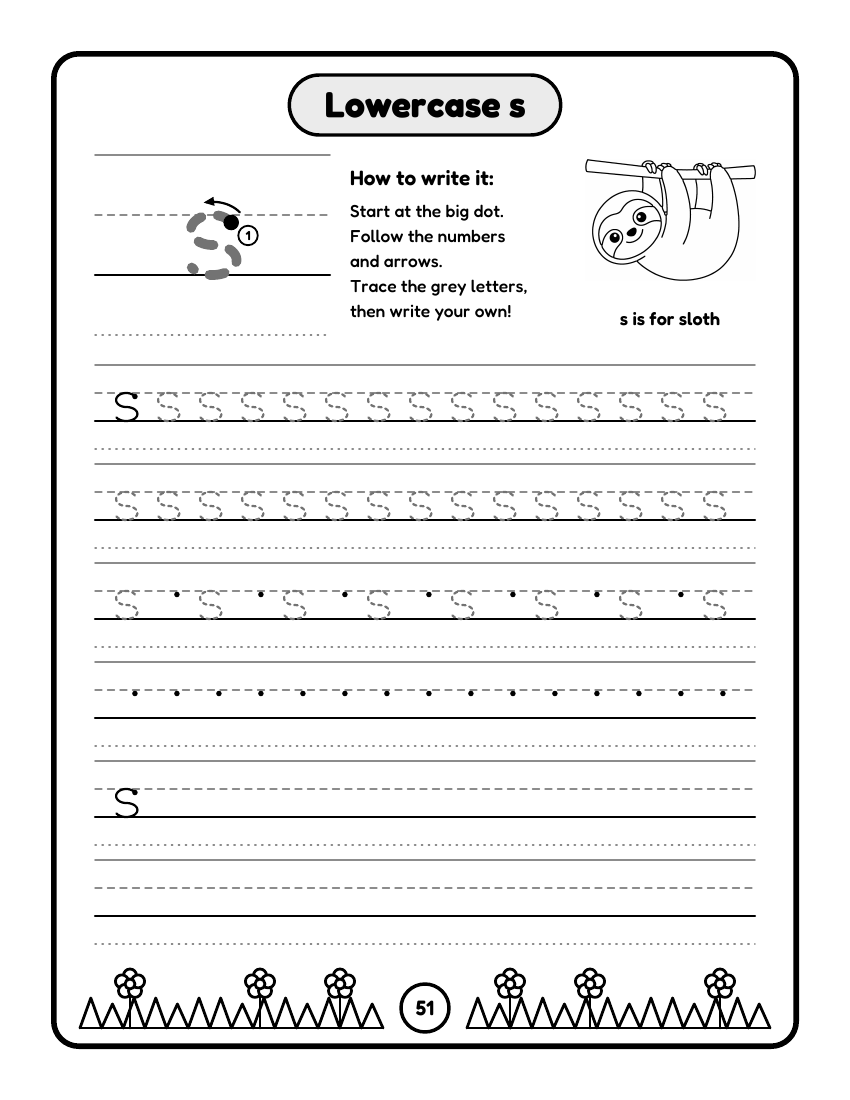 Lowercase s
1
How to write it:
Start at the big dot.
Follow the numbers
and arrows.
Trace the grey letters,
then write your own!
s is for sloth
s s s s s s s s s s s s s s s
s s s s s s s s s s s s s s s
s s s s s s s s
s
51